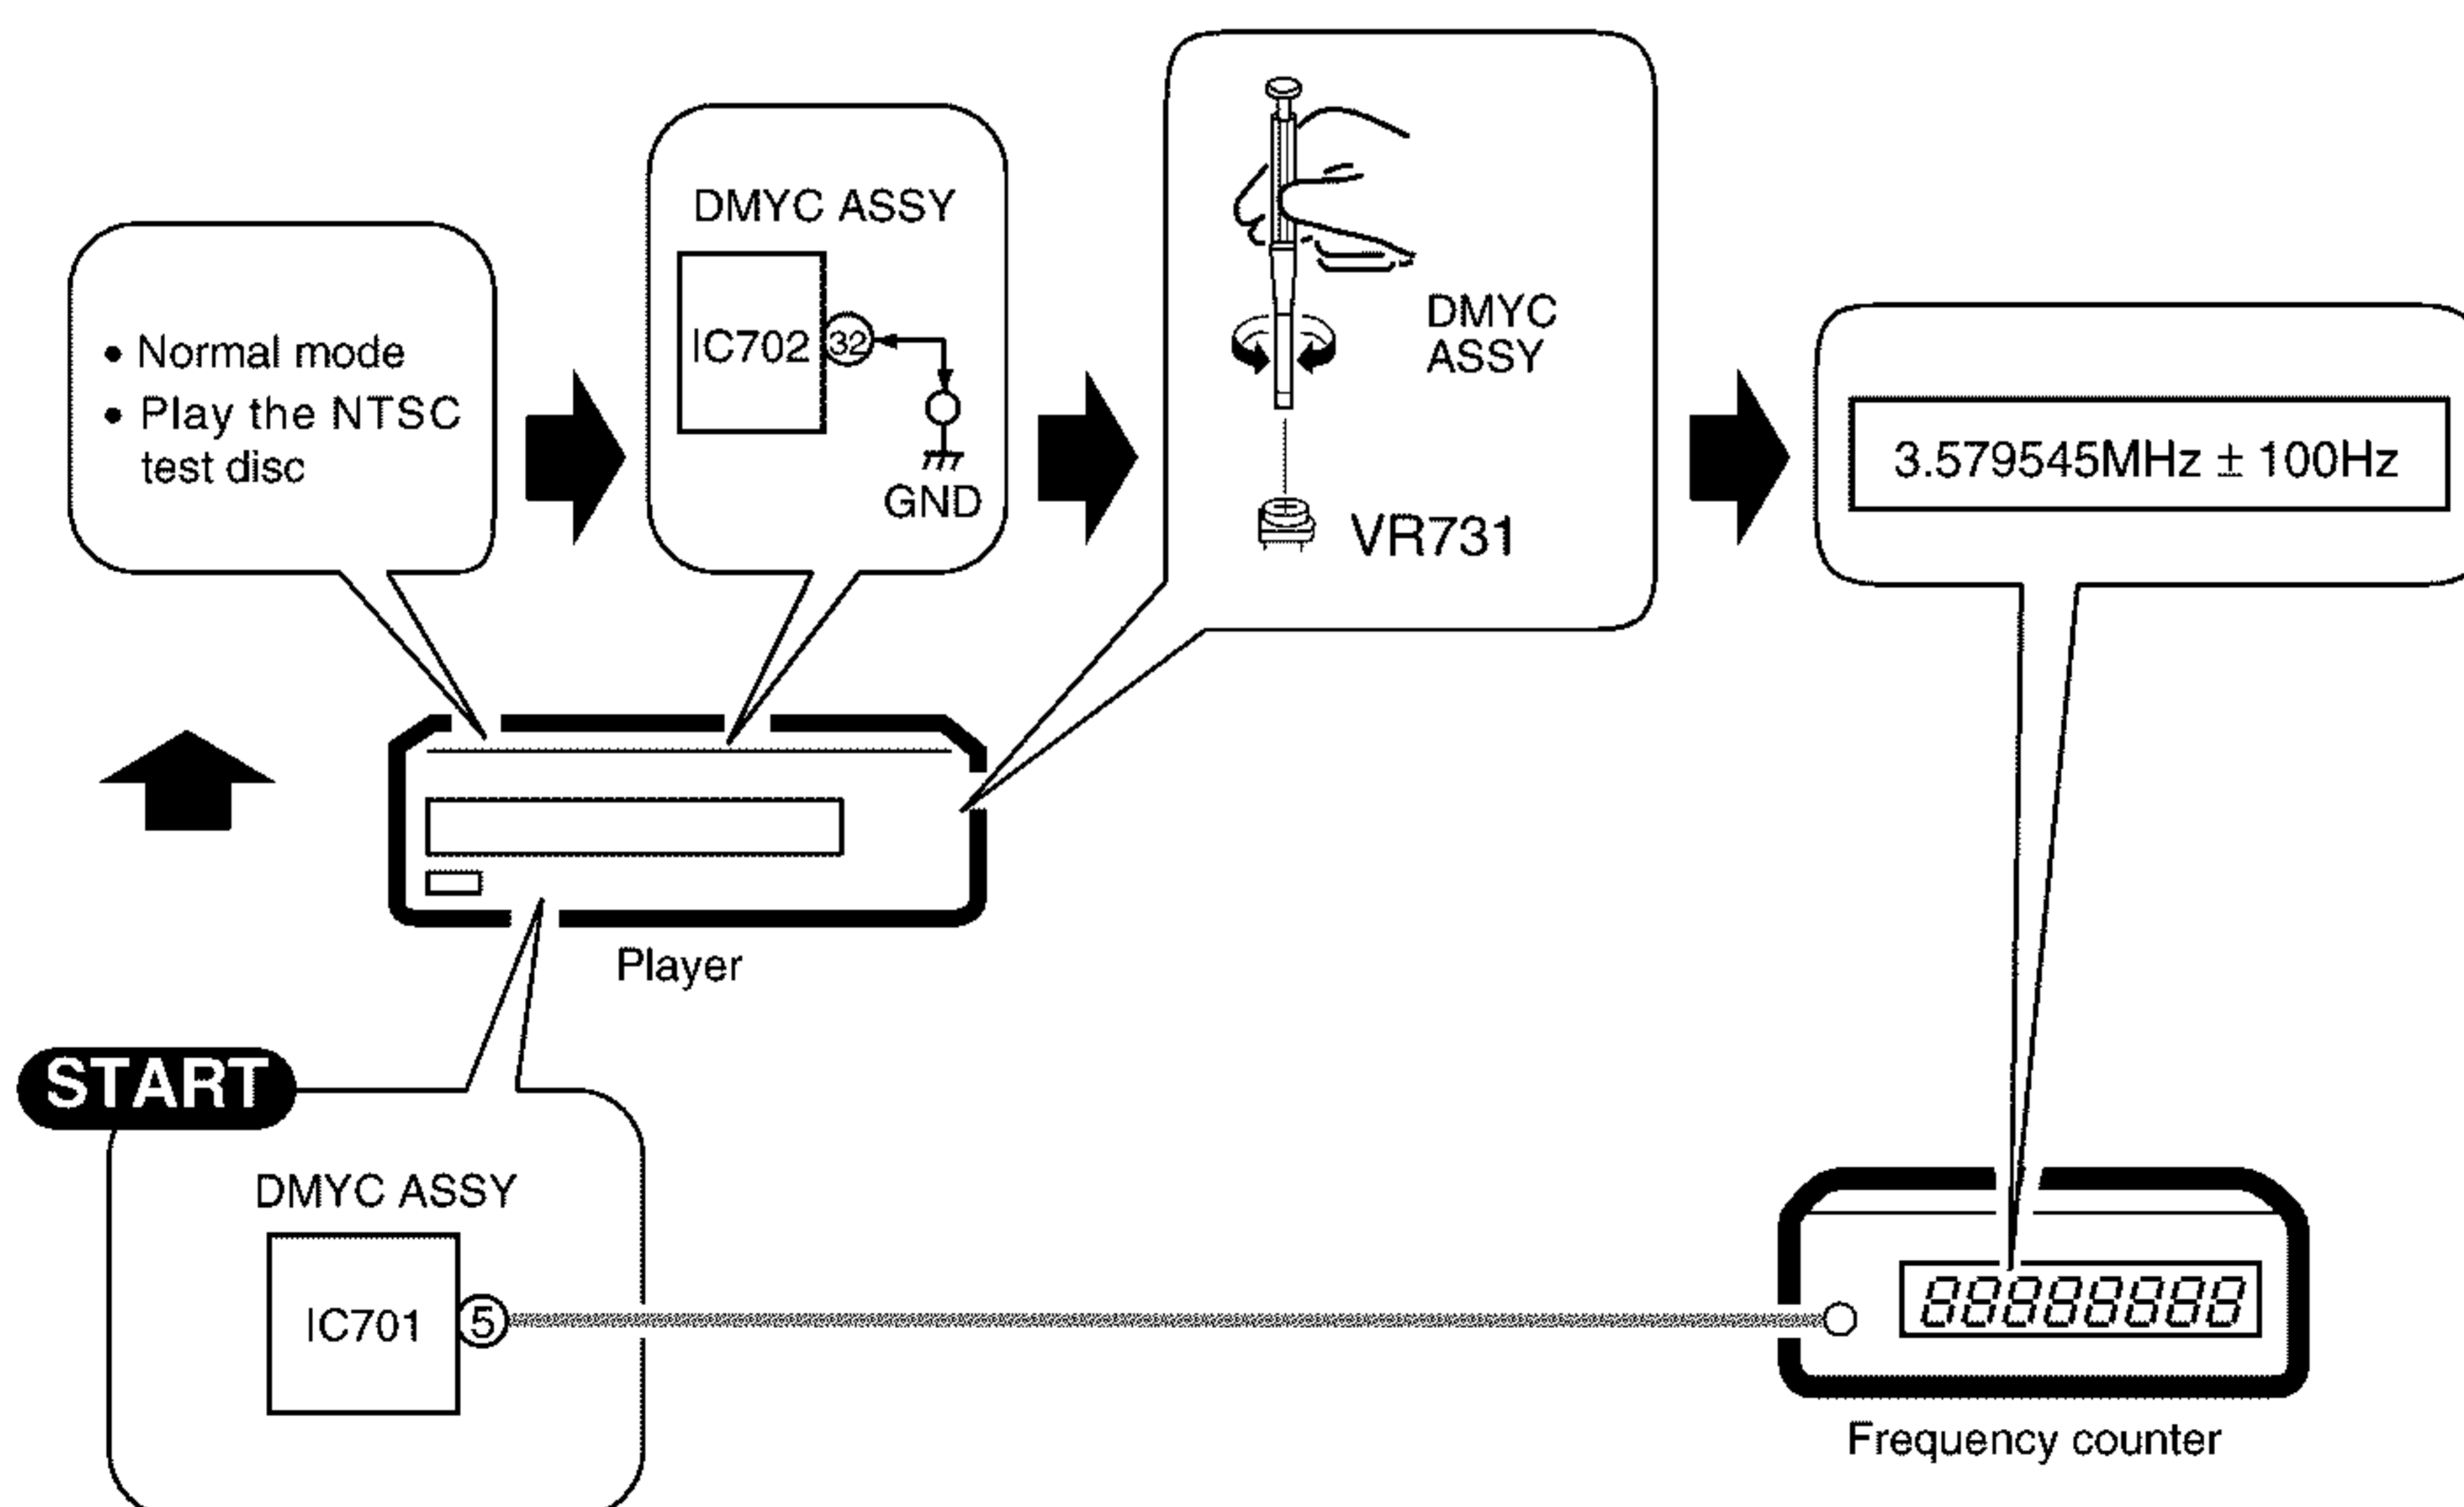 • Normal mode
• Play the NTSC
test disc
DMYC ASSY
IC702
32
GND
DMYC
ASSY
VR731
3.579545MHz ± 100Hz
Player
START
DMYC ASSY
IC701
5
88888888
Frequency counter